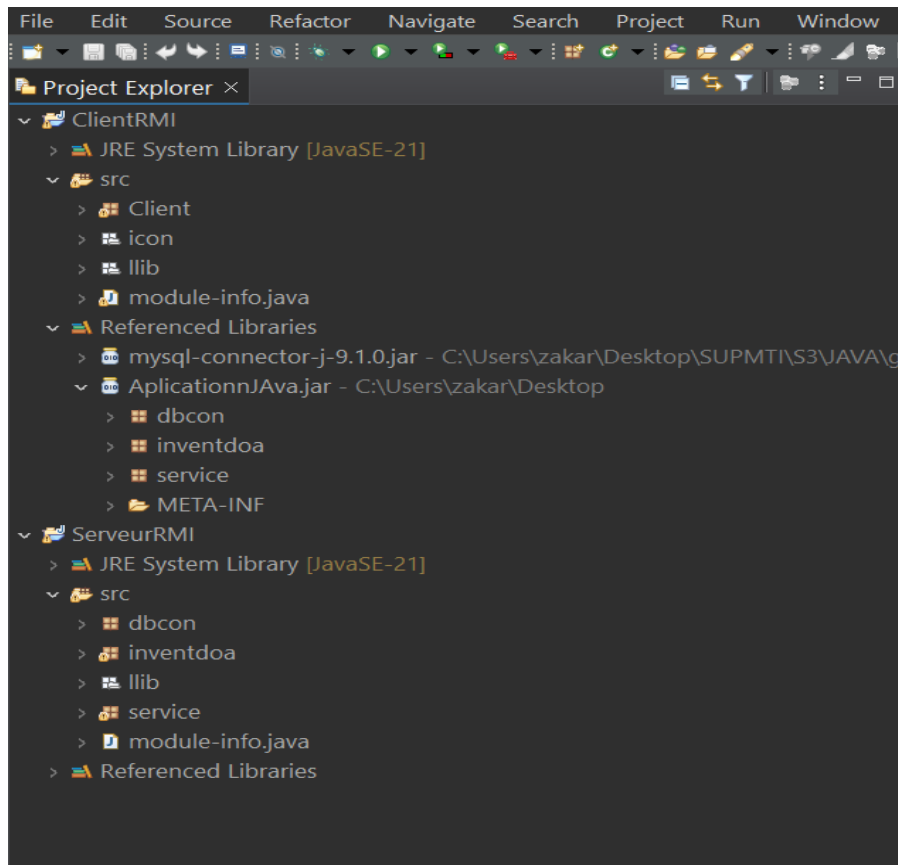 File Edit Source Refactor Navigate Search Project Run Window
Project Explorer
ClientRMI
JRE System Library [JavaSE-21]
src
Client
icon
llib
module-info.java
Referenced Libraries
mysql-connector-j-9.1.0.jar - C:\Users\zakar\Desktop\SUPMTI\S3\JAVA\g
AplicationnJAva.jar - C:\Users\zakar\Desktop
dbcon
inventdoa
service
META-INF
ServeurRMI
JRE System Library [JavaSE-21]
src
dbcon
inventdoa
llib
service
module-info.java
Referenced Libraries